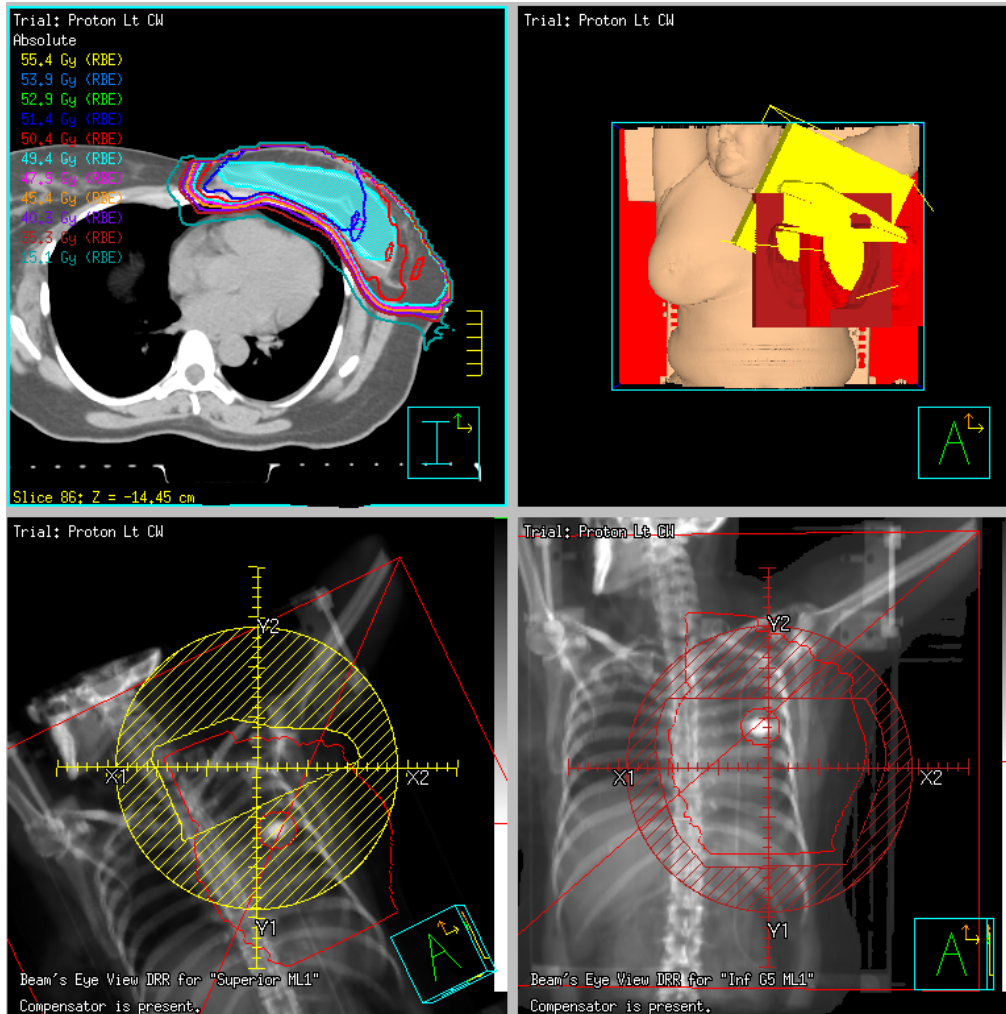 Trial: Proton Lt CW
Absolute
55.4 Gy (RBE)
53.9 Gy (RBE)
52.9 Gy (RBE)
51.4 Gy (RBE)
50.4 Gy (RBE)
49.4 Gy (RBE)
47.9 Gy (RBE)
45.4 Gy (RBE)
40.3 Gy (RBE)
35.3 Gy (RBE)
25.1 Gy (RBE)
I
Slice 86: Z = -14.45 cm
Trial: Proton Lt CW
A
Trial: Proton Lt CW
Y2
X1
X2
Y1
A
Beam's Eye View DRR for "Superior ML1"
Compensator is present.
Trial: Proton Lt CW
Y2
X1
X2
Y1
A
Beam's Eye View DRR for "Inf G5 ML1"
Compensator is present.